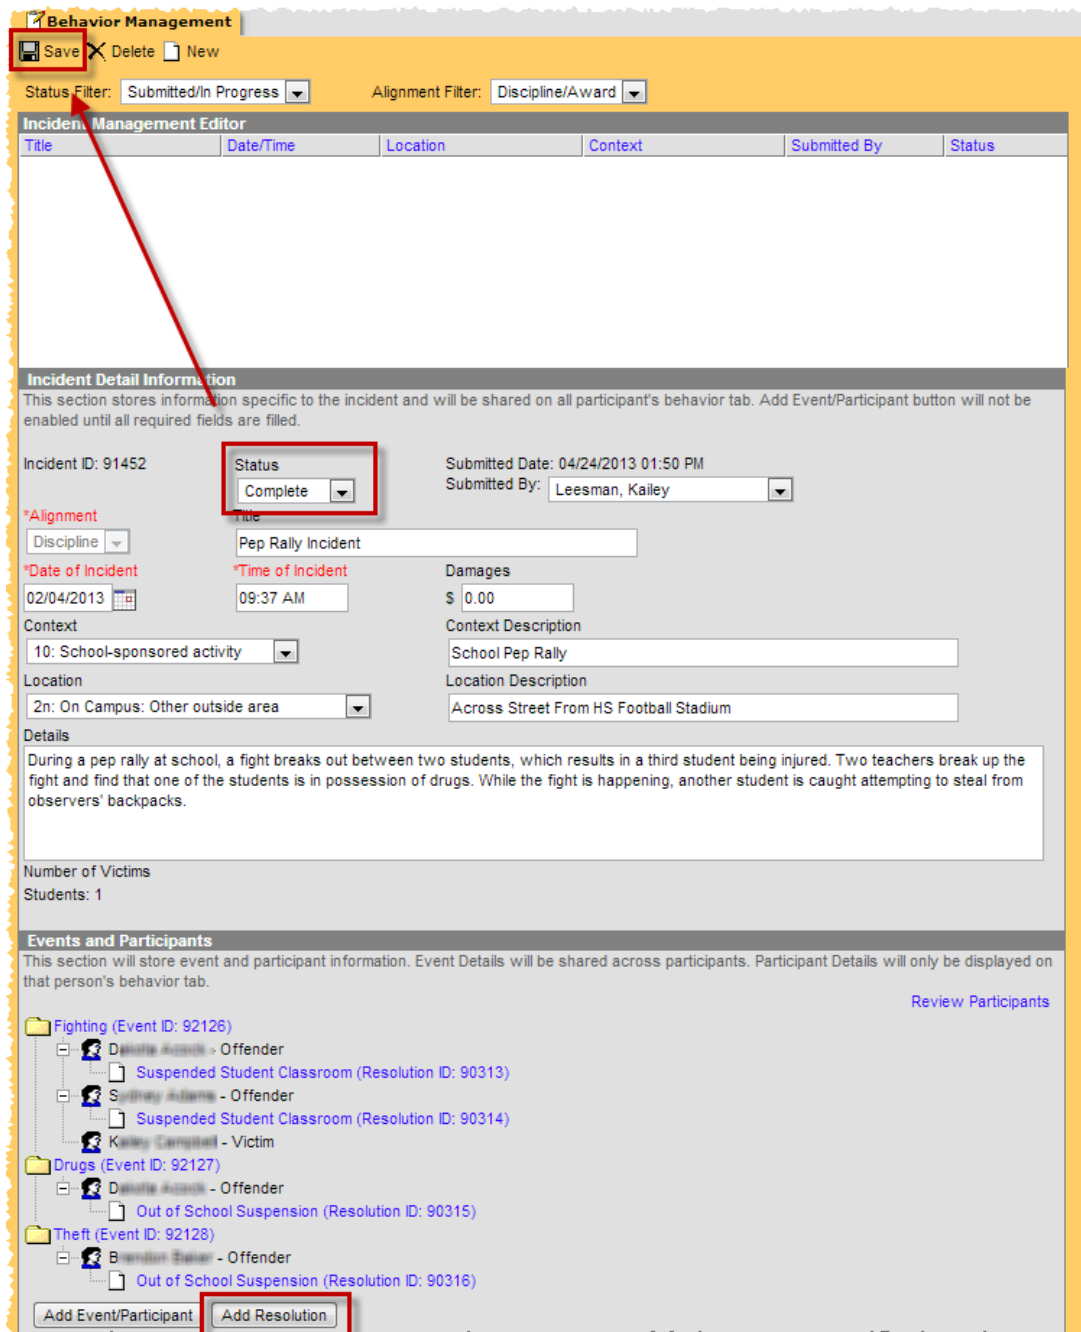 Behavior Management
Save Delete New
Status Filter: Submitted/In Progress Alignment Filter: Discipline/Award
Incident Management Editor
Title Date/Time Location Context Submitted By Status
Incident Detail Information
This section stores information specific to the incident and will be shared on all participant's behavior tab. Add Event/Participant button will not be
enabled until all required fields are filled.
Incident ID: 91452 Status Submitted Date: 04/24/2013 01:50 PM
Complete Submitted By: Leesman, Kailey
*Alignment Title
Discipline Pep Rally Incident
*Date of Incident *Time of Incident Damages
02/04/2013 09:37 AM $ 0.00
Context Context Description
10: School-sponsored activity School Pep Rally
Location Location Description
2n: On Campus: Other outside area Across Street From HS Football Stadium
Details
During a pep rally at school, a fight breaks out between two students, which results in a third student being injured. Two teachers break up the
fight and find that one of the students is in possession of drugs. While the fight is happening, another student is caught attempting to steal from
observers' backpacks.
Number of Victims
Students: 1
Events and Participants
This section will store event and participant information. Event Details will be shared across participants. Participant Details will only be displayed on
that person's behavior tab.
Review Participants
Fighting (Event ID: 92126)
- Offender
Suspended Student Classroom (Resolution ID: 90313)
- Offender
Suspended Student Classroom (Resolution ID: 90314)
- Victim
Drugs (Event ID: 92127)
- Offender
Out of School Suspension (Resolution ID: 90315)
Theft (Event ID: 92128)
- Offender
Out of School Suspension (Resolution ID: 90316)
Add Event/Participant Add Resolution